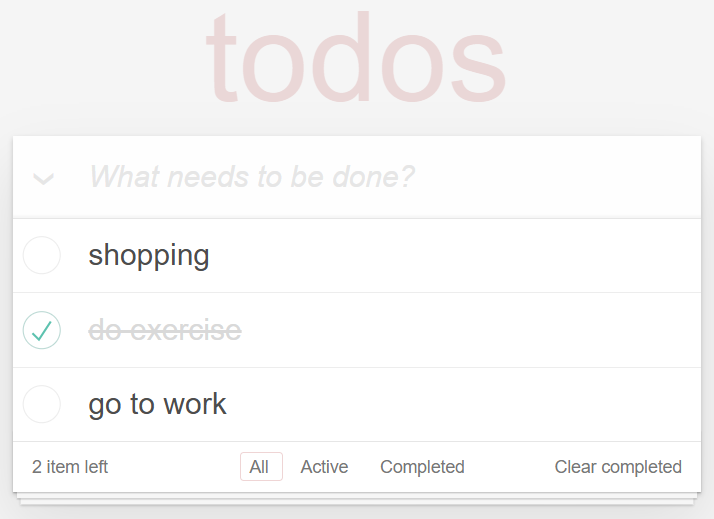 todos
What needs to be done?
shopping
do exercise
go to work
2 item left All Active Completed Clear completed